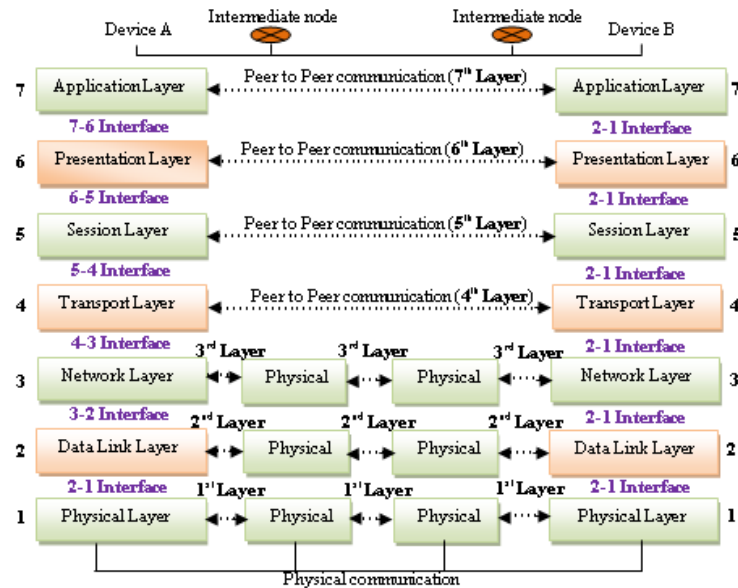 Intermediate node Intermediate node
Device A Device B
7 Application Layer Peer to Peer communication (7th Layer) Application Layer 7
7-6 Interface 2-1 Interface
6 Presentation Layer Peer to Peer communication (6th Layer) Presentation Layer 6
6-5 Interface 2-1 Interface
5 Session Layer Peer to Peer communication (5th Layer) Session Layer 5
5-4 Interface 2-1 Interface
4 Transport Layer Peer to Peer communication (4th Layer) Transport Layer 4
4-3 Interface 3rd Layer 3rd Layer 3rd Layer 2-1 Interface
3 Network Layer Physical Physical Network Layer 3
3-2 Interface 2nd Layer 2nd Layer 2nd Layer 2-1 Interface
2 Data Link Layer Physical Physical Data Link Layer 2
2-1 Interface 1st Layer 1st Layer 1st Layer 2-1 Interface
1 Physical Layer Physical Physical Physical Layer 1
Physical communication